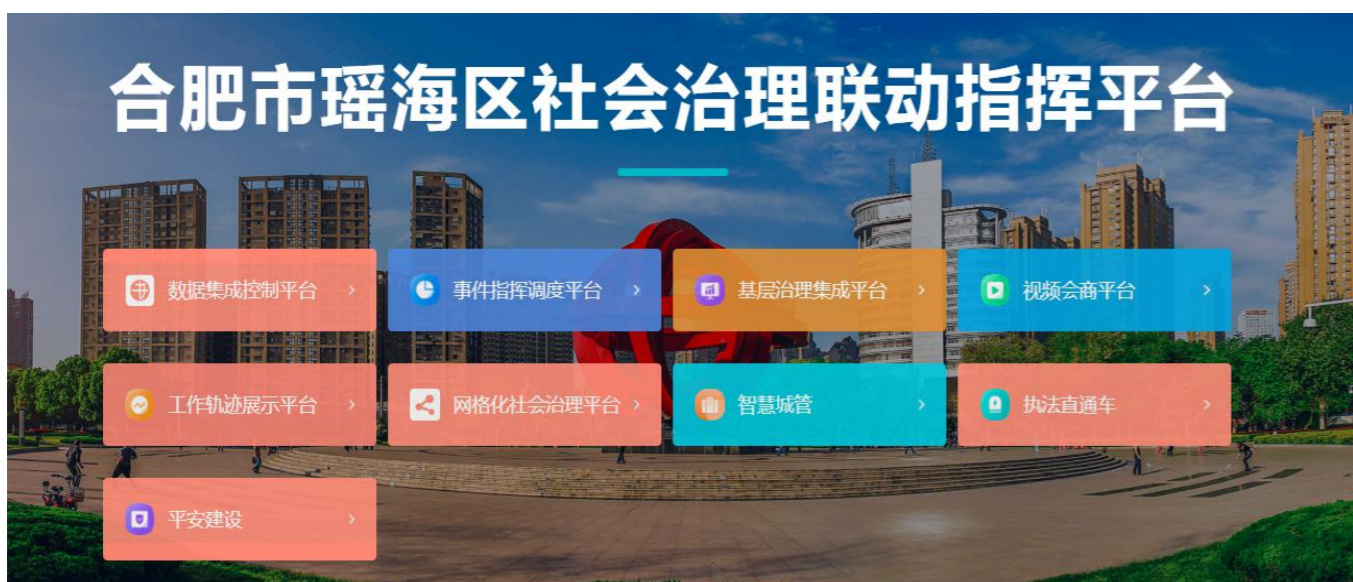 合肥市瑶海区社会治理联动指挥平台
数据集成控制平台
事件指挥调度平台
基层治理集成平台
视频会商平台
工作轨迹展示平台
网格化社会治理平台
智慧城管
执法直通车
平安建设